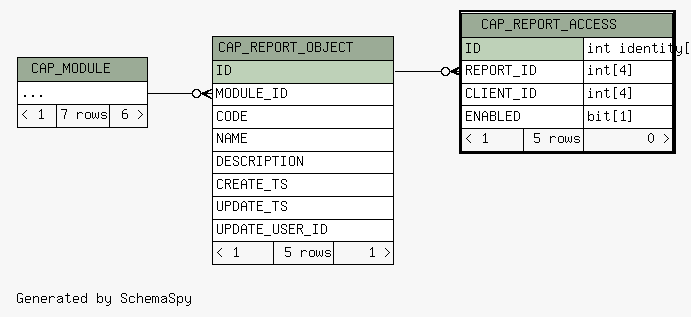 CAP_MODULE
...
< 1 7 rows 6 >
CAP_REPORT_OBJECT
ID
MODULE_ID
CODE
NAME
DESCRIPTION
CREATE_TS
UPDATE_TS
UPDATE_USER_ID
< 1 5 rows 1 >
CAP_REPORT_ACCESS
ID int identity[
REPORT_ID int[4]
CLIENT_ID int[4]
ENABLED bit[1]
< 1 5 rows 0 >
Generated by SchemaSpy